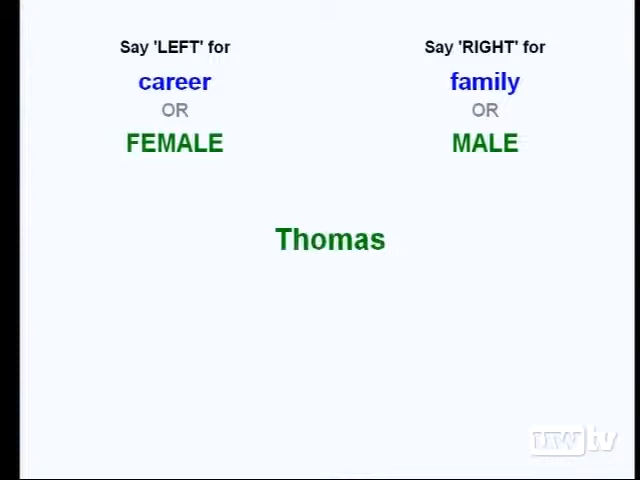 Say 'LEFT' for
career
OR
FEMALE
Say 'RIGHT' for
family
OR
MALE
Thomas
uwtv